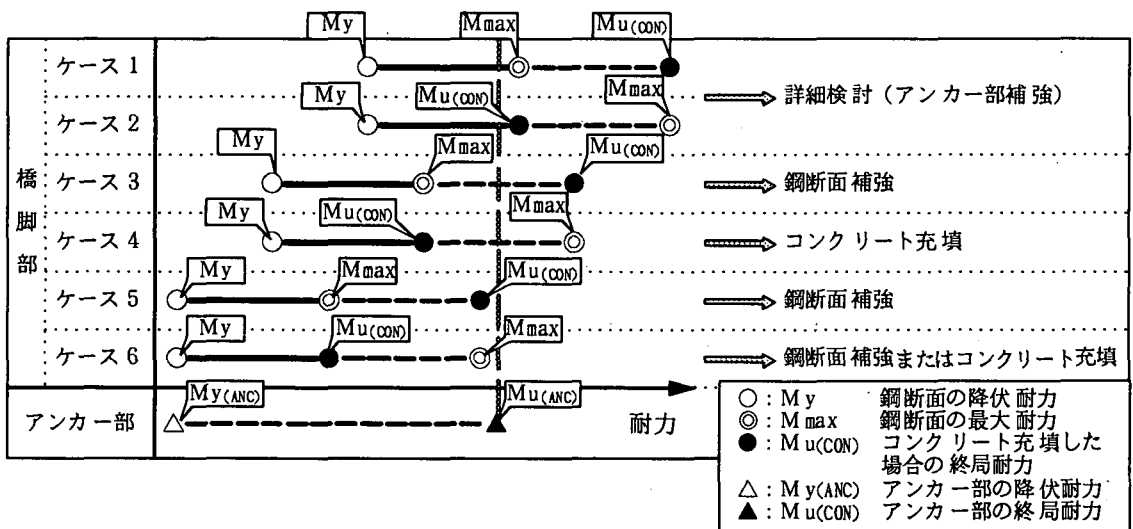 My Mmax Mu(CON)
ケース1
My Mu(CON) Mmax
詳細検討（アンカー部補強）
ケース2
My Mmax Mu(CON)
ケース3
鋼断面補強
My Mu(CON) Mmax
ケース4
コンクリート充填
My Mmax Mu(CON)
ケース5
鋼断面補強
My Mu(CON) Mmax
ケース6
鋼断面補強またはコンクリート充填
橋脚部
My(ANC) Mu(ANC)
アンカー部
耐力
○：My 鋼断面の降伏耐力
◎：Mmax 鋼断面の最大耐力
●：Mu(CON) コンクリート充填した
場合の終局耐力
△：My(ANC) アンカー部の降伏耐力
▲：Mu(CON) アンカー部の終局耐力